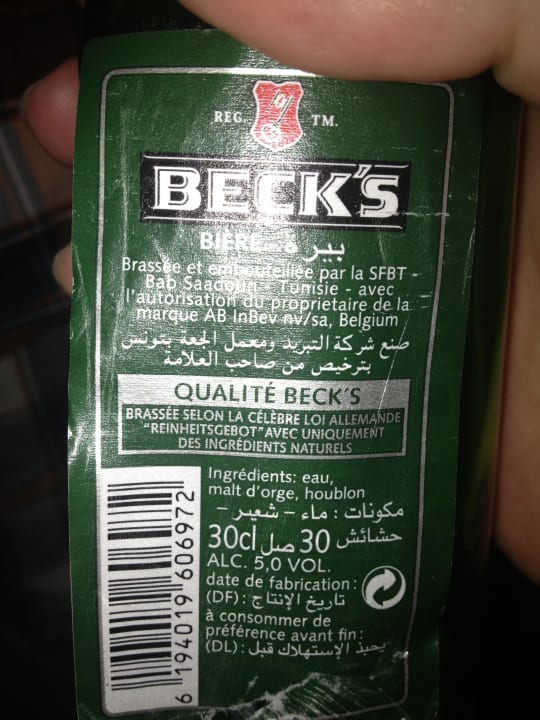 REG. TM.
BECK'S
BIÈRE - بيرة
Brassée et embouteillée par la SFBT -
Bab Saadoun - Tunisie - avec
l'autorisation du proprietaire de la
marque AB InBev nv/sa, Belgium
صنع شركة التبريد ومعمل الجعة بتونس
بترخيص من صاحب العلامة
QUALITÉ BECK'S
BRASSÉE SELON LA CÉLÈBRE LOI ALLEMANDE
"REINHEITSGEBOT" AVEC UNIQUEMENT
DES INGRÉDIENTS NATURELS
Ingrédients: eau,
malt d'orge, houblon
مكونات : ماء - شعير -
حشائش
30cl 30 صل
ALC. 5,0 VOL.
date de fabrication :
(DF) : تاريخ الإنتاج
à consommer de
préférence avant fin :
(DL) : يحبذ الإستهلاك قبل
6 194019 606972